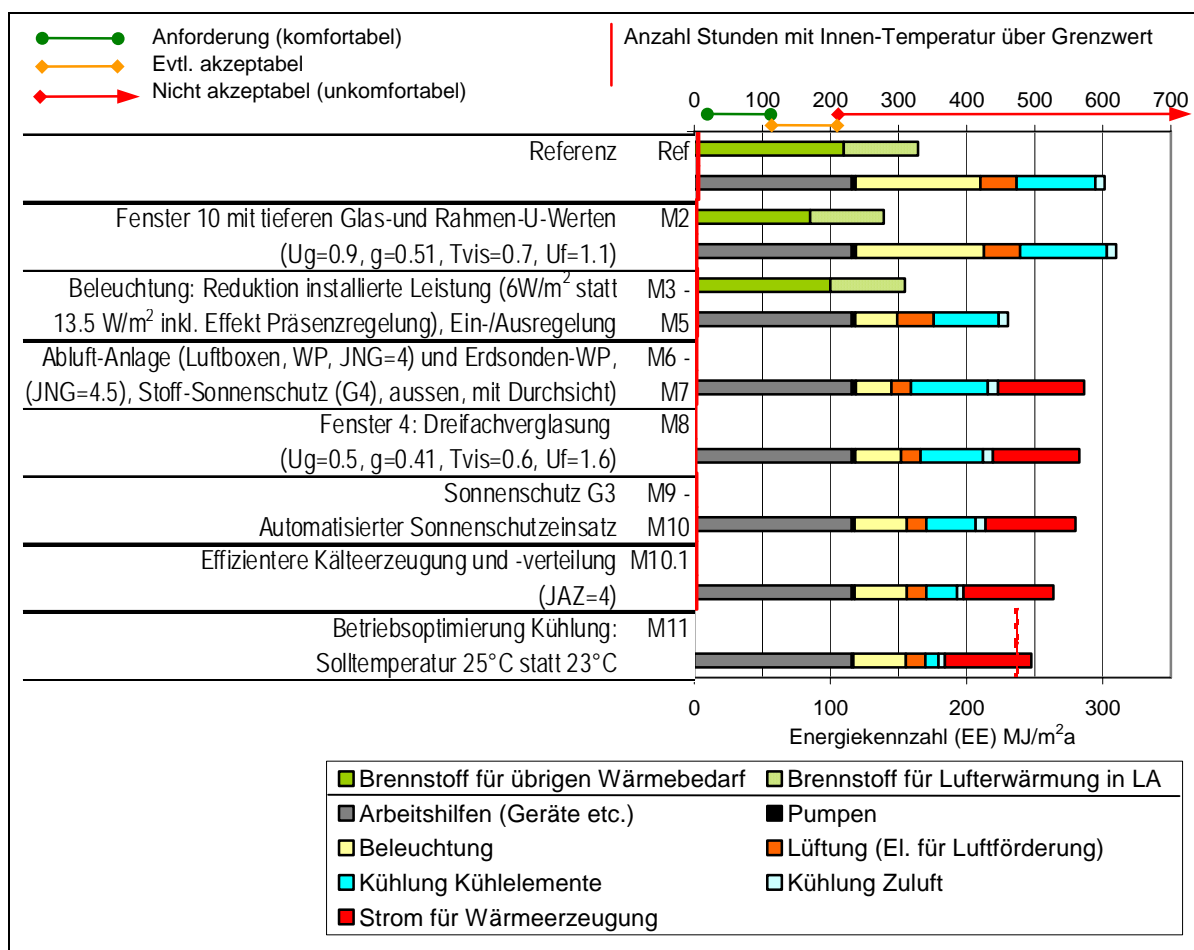 Anforderung (komfortabel)
Evtl. akzeptabel
Nicht akzeptabel (unkomfortabel)
Anzahl Stunden mit Innen-Temperatur über Grenzwert
0 100 200 300 400 500 600 700
Referenz Ref
Fenster 10 mit tieferen Glas-und Rahmen-U-Werten M2
(Ug=0.9, g=0.51, Tvis=0.7, Uf=1.1)
Beleuchtung: Reduktion installierte Leistung (6W/m² statt M3 -
13.5 W/m² inkl. Effekt Präsenzregelung), Ein-/Ausregelung M5
Abluft-Anlage (Luftboxen, WP, JNG=4) und Erdsonden-WP, M6 -
(JNG=4.5), Stoff-Sonnenschutz (G4), aussen, mit Durchsicht) M7
Fenster 4: Dreifachverglasung M8
(Ug=0.5, g=0.41, Tvis=0.6, Uf=1.6)
Sonnenschutz G3 M9 -
Automatisierter Sonnenschutzeinsatz M10
Effizientere Kälteerzeugung und -verteilung M10.1
(JAZ=4)
Betriebsoptimierung Kühlung: M11
Solltemperatur 25°C statt 23°C
0 100 200 300
Energiekennzahl (EE) MJ/m²a
Brennstoff für übrigen Wärmebedarf Brennstoff für Lufterwärmung in LA
Arbeitshilfen (Geräte etc.) Pumpen
Beleuchtung Lüftung (El. für Luftförderung)
Kühlung Kühlelemente Kühlung Zuluft
Strom für Wärmeerzeugung